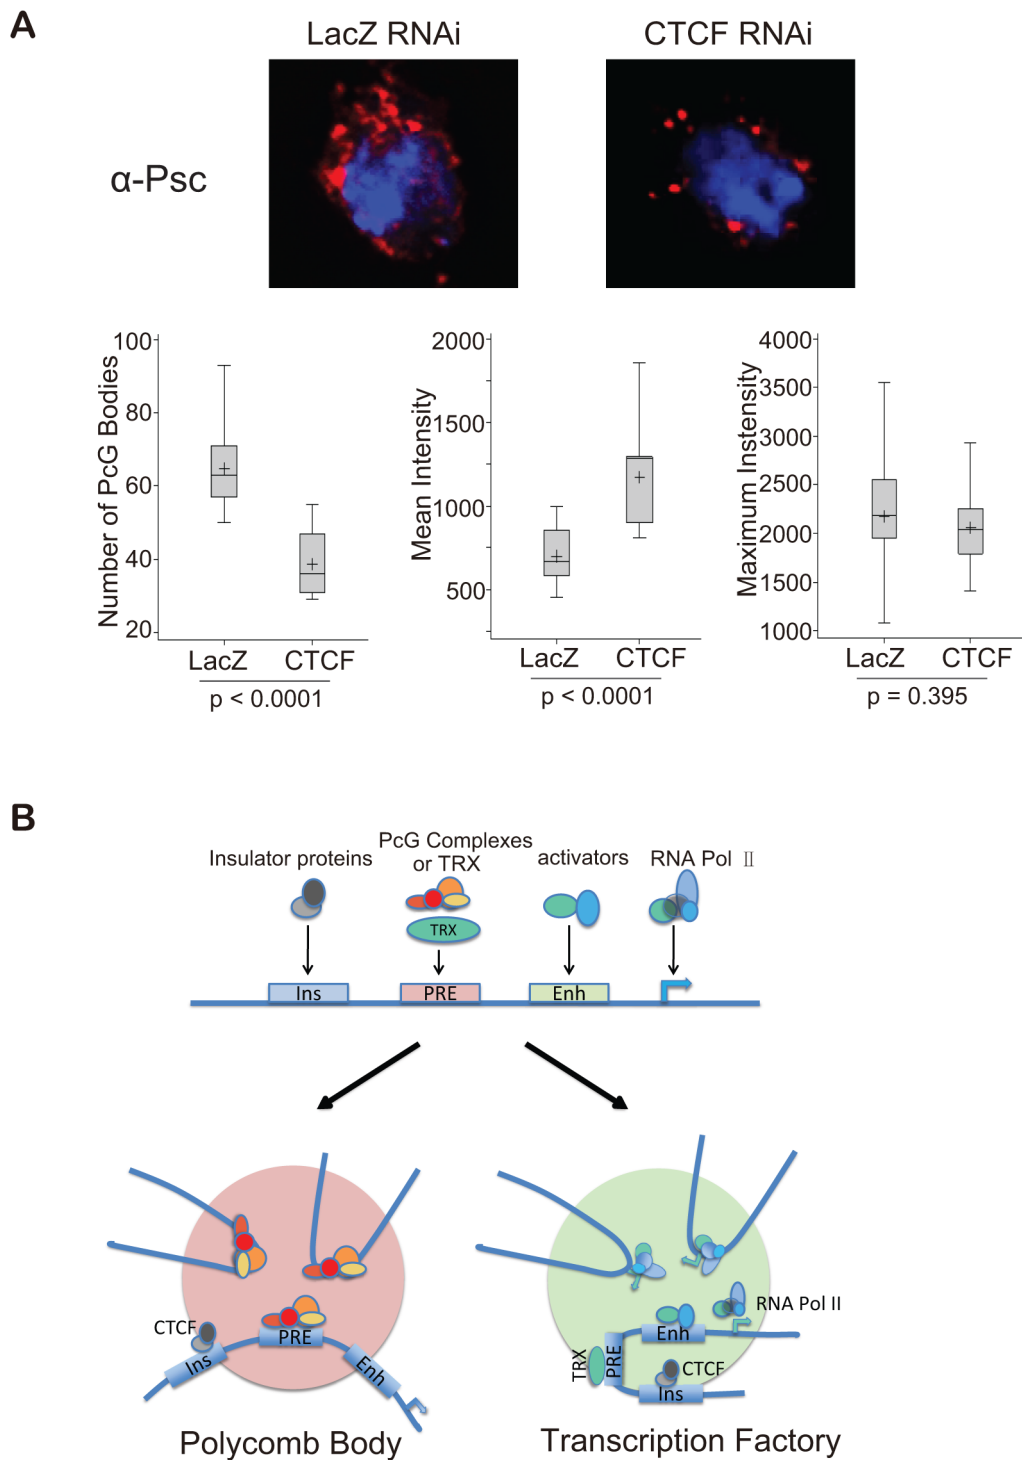 A
LacZ RNAi
CTCF RNAi
α-Psc
Number of PcG Bodies
100
80
60
40
20
LacZ
CTCF
p < 0.0001
Mean Intensity
2000
1500
1000
500
LacZ
CTCF
p < 0.0001
Maximum Instensity
4000
3500
3000
2500
2000
1500
1000
LacZ
CTCF
p = 0.395
B
Insulator proteins
PcG Complexes
or TRX
activators
RNA Pol II
TRX
Ins
PRE
Enh
CTCF
Ins
PRE
Enh
Polycomb Body
RNA Pol II
Enh
TRX
PRE
CTCF
Ins
Transcription Factory